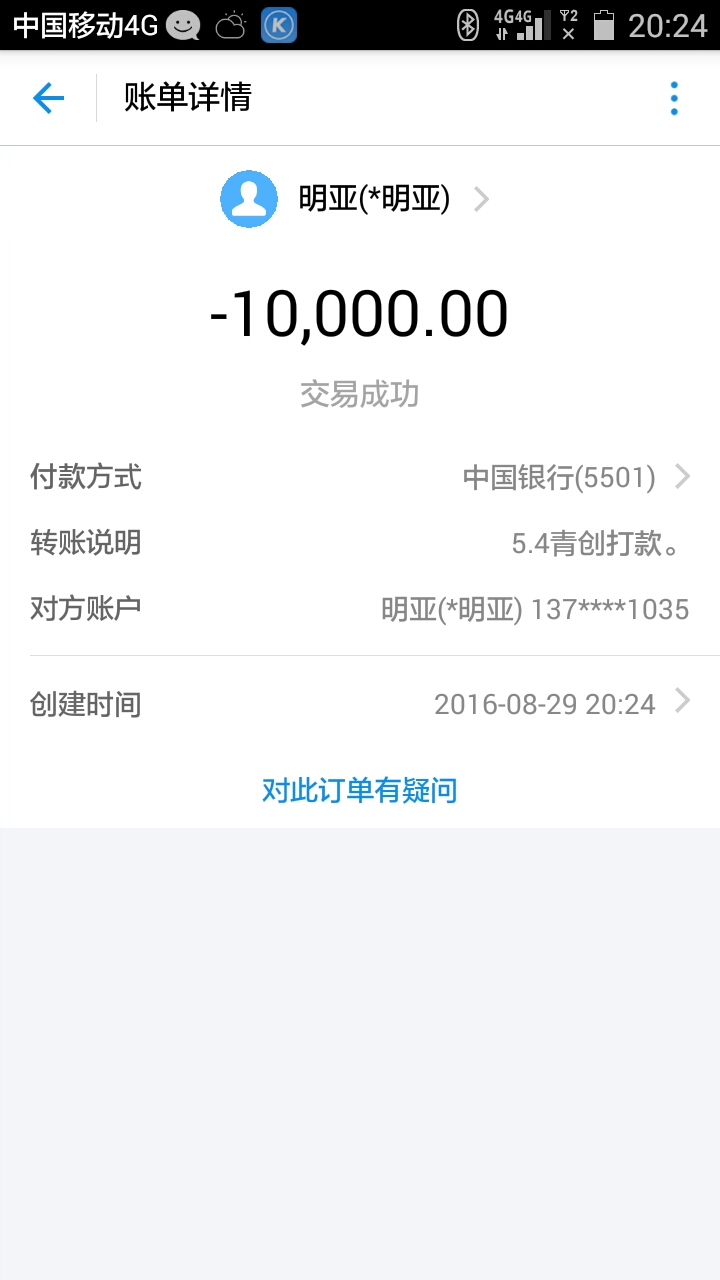 中国移动4G K 4G4G 2 20:24
账单详情
明亚(*明亚)
-10,000.00
交易成功
付款方式 中国银行(5501)
转账说明 5.4青创打款。
对方账户 明亚(*明亚) 137****1035
创建时间 2016-08-29 20:24
对此订单有疑问